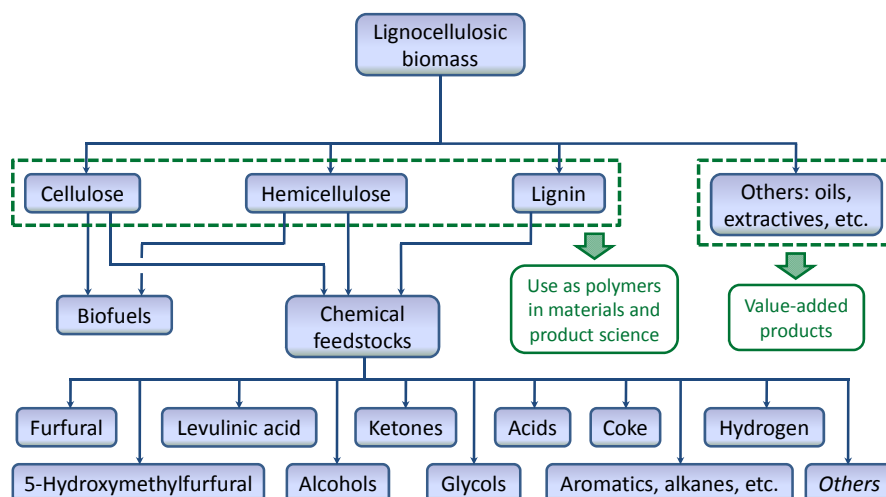 Lignocellulosic
biomass
Cellulose
Hemicellulose
Lignin
Others: oils,
extractives, etc.
Biofuels
Chemical
feedstocks
Use as polymers
in materials and
product science
Value-added
products
Furfural
Levulinic acid
Ketones
Acids
Coke
Hydrogen
5-Hydroxymethylfurfural
Alcohols
Glycols
Aromatics, alkanes, etc.
Others